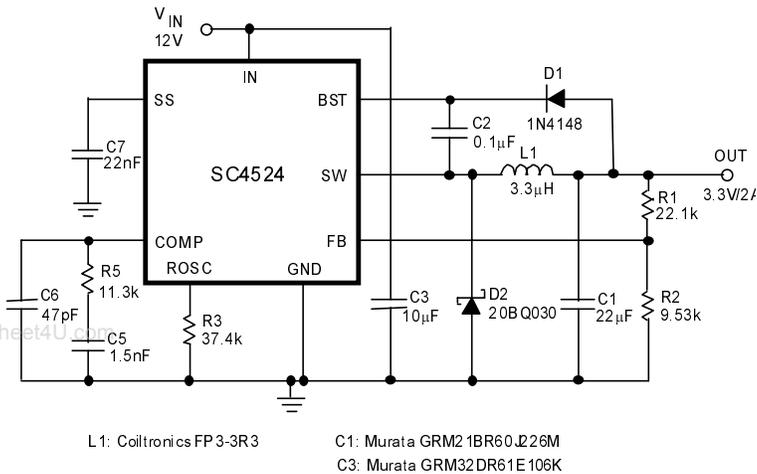 V IN
12V
IN
SS
BST
D1
1N4148
C2
0.1µF
C7
22nF
SC4524
SW
L1
3.3µH
OUT
3.3V/2A
R1
22.1k
COMP
FB
ROSC
GND
R5
11.3k
C6
47pF
heet4U.com
C5
1.5nF
R3
37.4k
C3
10µF
D2
20BQ030
C1
22µF
R2
9.53k
L1: Coiltronics FP3-3R3
C1: Murata GRM21BR60J226M
C3: Murata GRM32DR61E106K